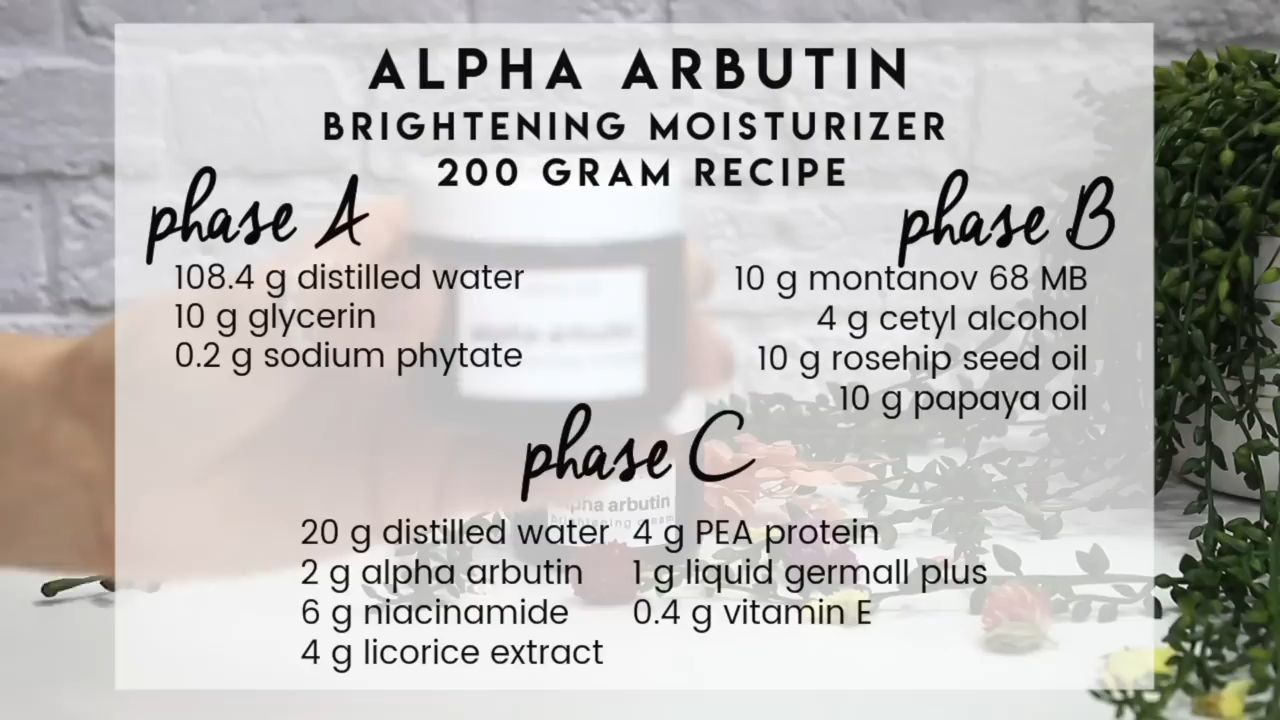 ALPHA ARBUTIN
BRIGHTENING MOISTURIZER
200 GRAM RECIPE
phase A
108.4 g distilled water
10 g glycerin
0.2 g sodium phytate
phase B
10 g montanov 68 MB
4 g cetyl alcohol
10 g rosehip seed oil
10 g papaya oil
phase C
pha arbutin
20 g distilled water
2 g alpha arbutin
6 g niacinamide
4 g licorice extract
4 g PEA protein
1 g liquid germall plus
0.4 g vitamin E